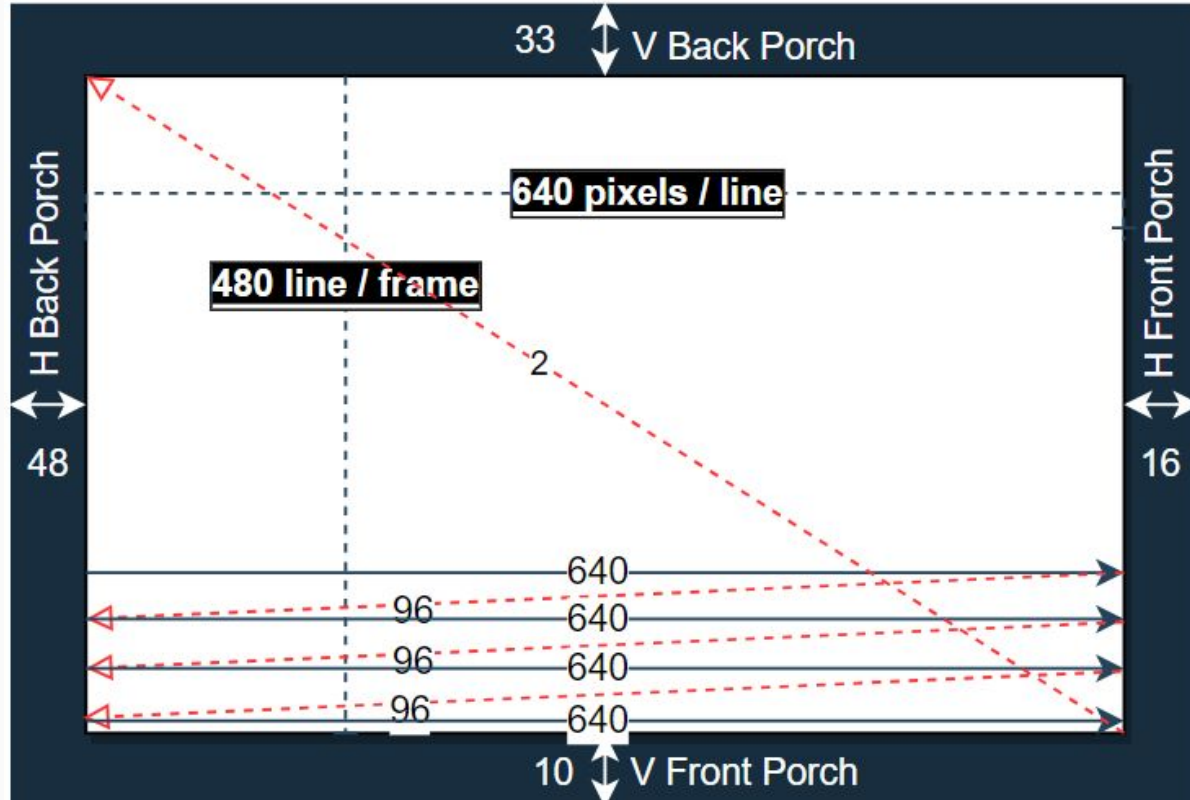 33
V Back Porch
640 pixels / line
480 line / frame
H Back Porch
H Front Porch
2
48
16
640
96
640
96
640
96
640
10
V Front Porch